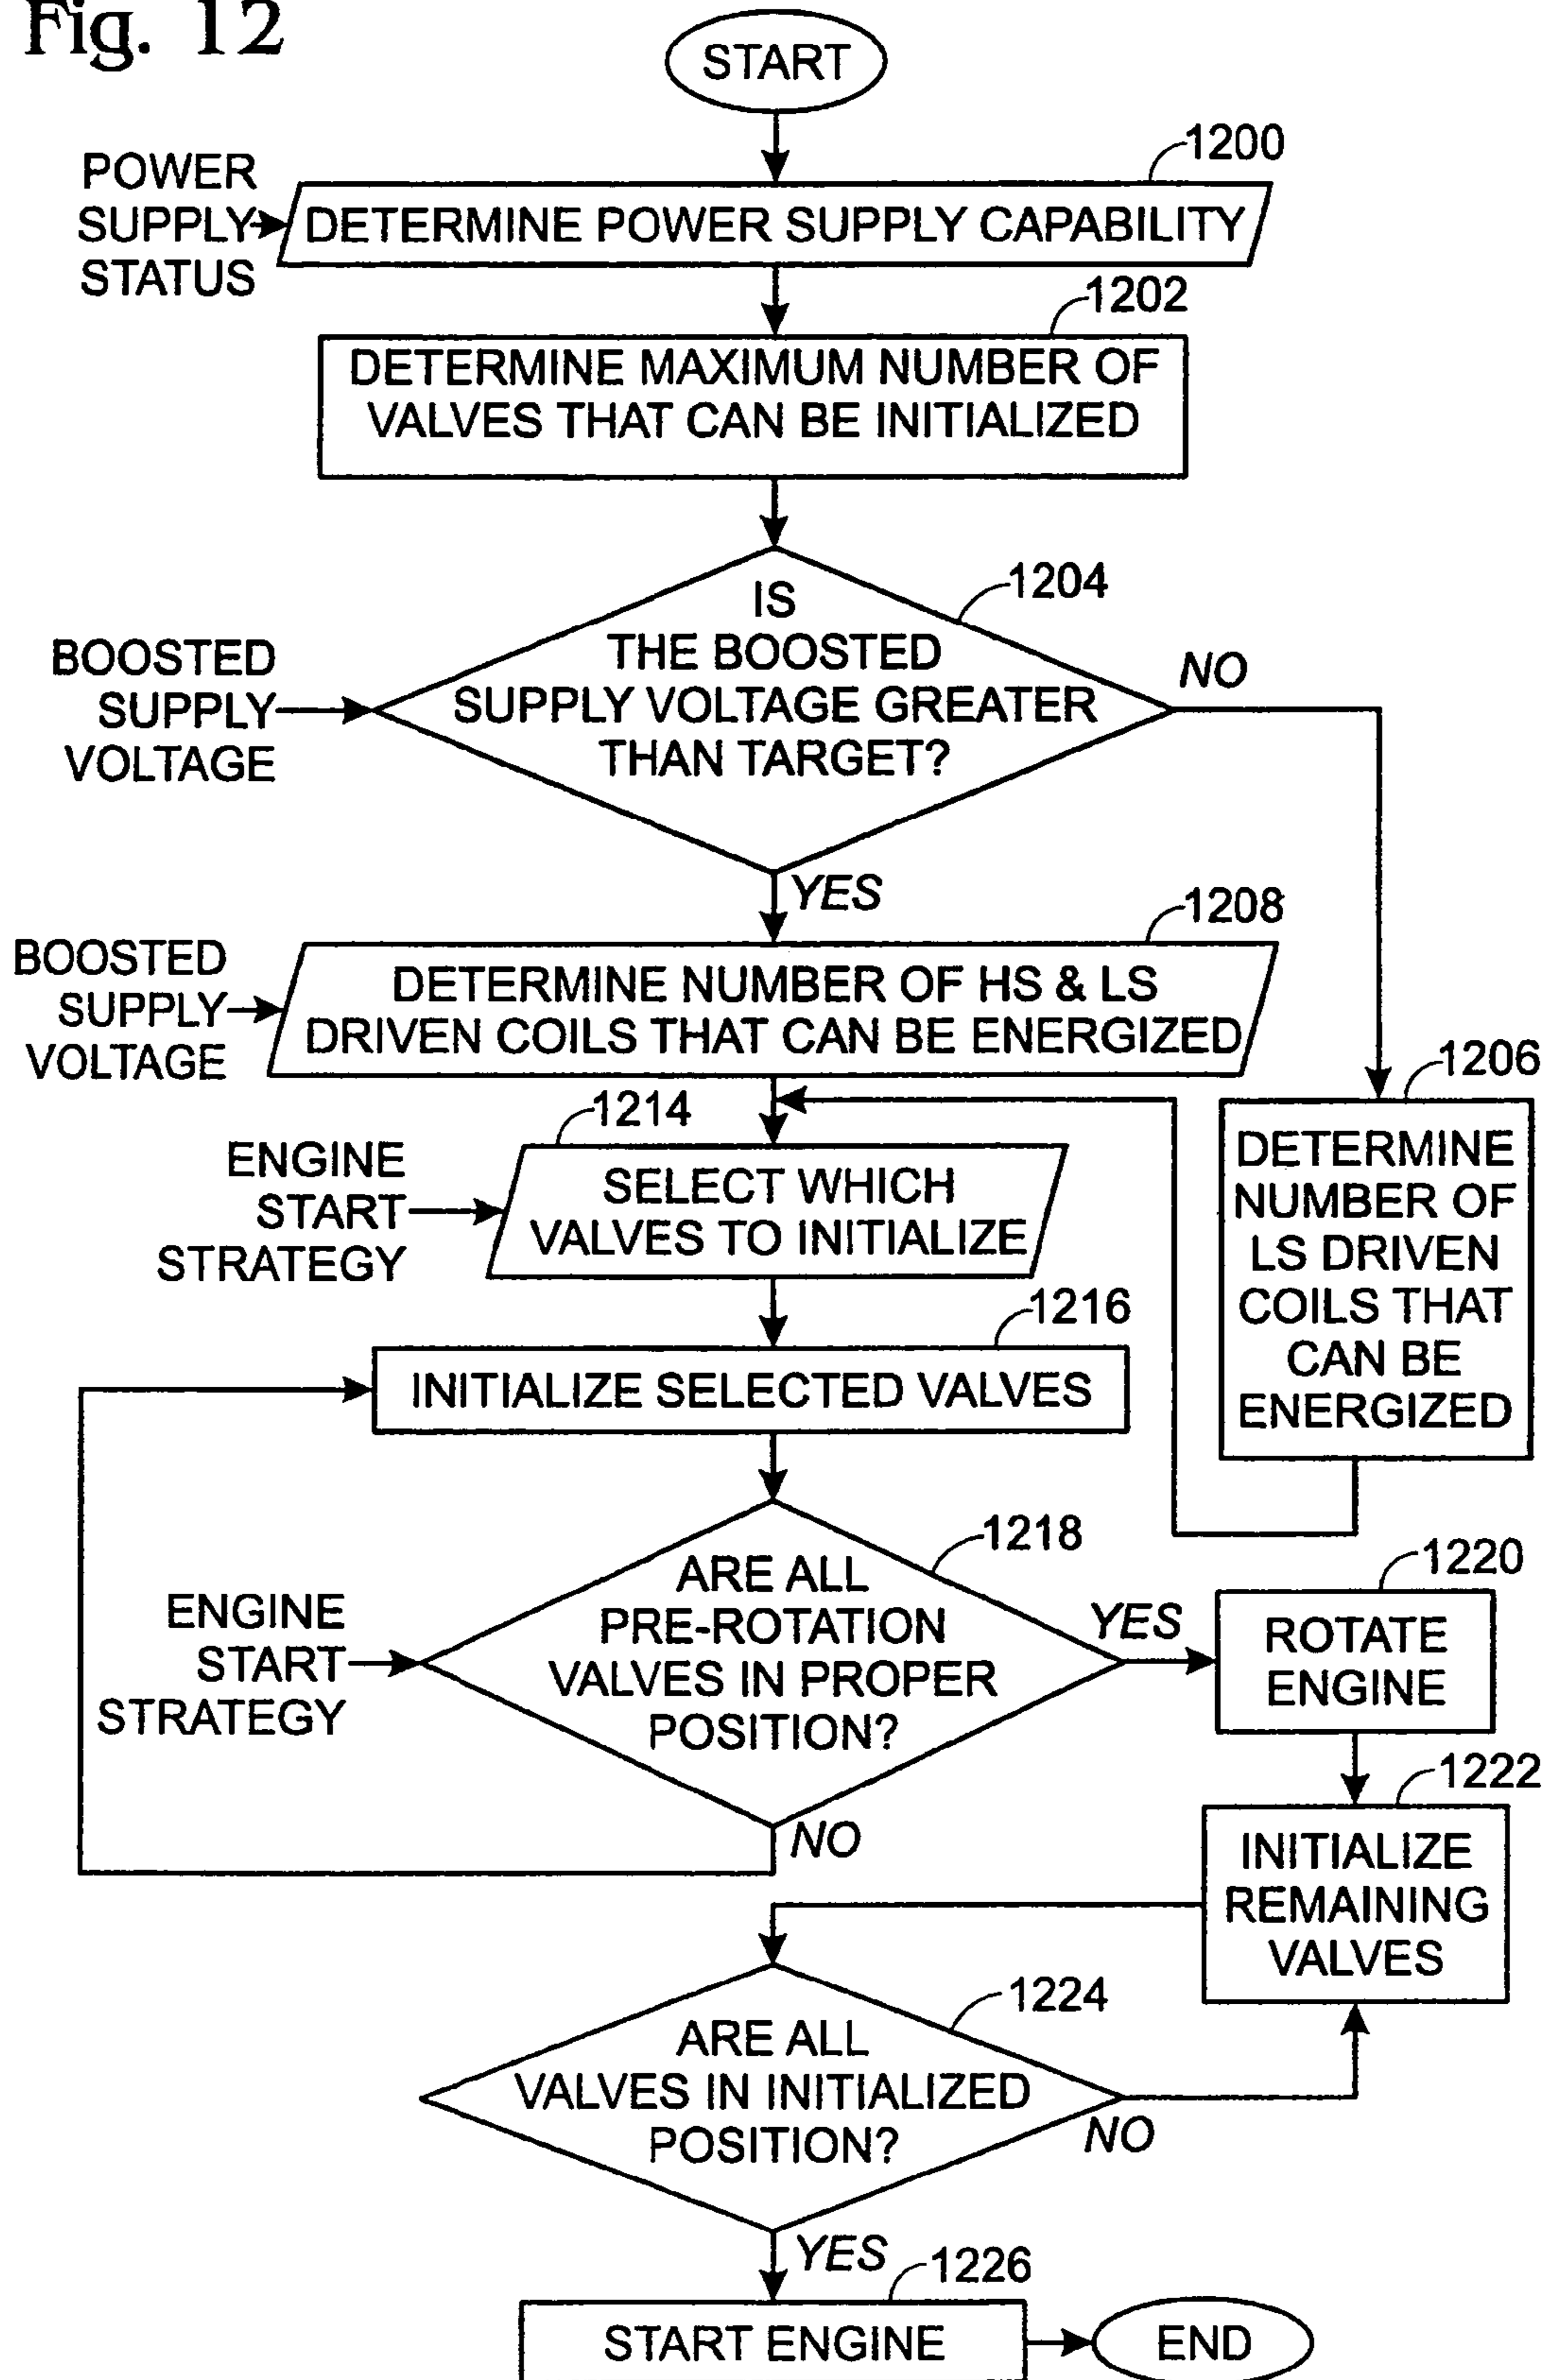 Fig. 12
START
1200
POWER
SUPPLY
STATUS
DETERMINE POWER SUPPLY CAPABILITY
1202
DETERMINE MAXIMUM NUMBER OF
VALVES THAT CAN BE INITIALIZED
1204
IS
THE BOOSTED
SUPPLY VOLTAGE GREATER
THAN TARGET?
BOOSTED
SUPPLY
VOLTAGE
NO
YES
1208
BOOSTED
SUPPLY
VOLTAGE
DETERMINE NUMBER OF HS & LS
DRIVEN COILS THAT CAN BE ENERGIZED
1206
DETERMINE
NUMBER OF
LS DRIVEN
COILS THAT
CAN BE
ENERGIZED
1214
ENGINE
START
STRATEGY
SELECT WHICH
VALVES TO INITIALIZE
1216
INITIALIZE SELECTED VALVES
1218
ARE ALL
PRE-ROTATION
VALVES IN PROPER
POSITION?
ENGINE
START
STRATEGY
YES
NO
1220
ROTATE
ENGINE
1222
INITIALIZE
REMAINING
VALVES
1224
ARE ALL
VALVES IN INITIALIZED
POSITION?
NO
YES
1226
START ENGINE
END